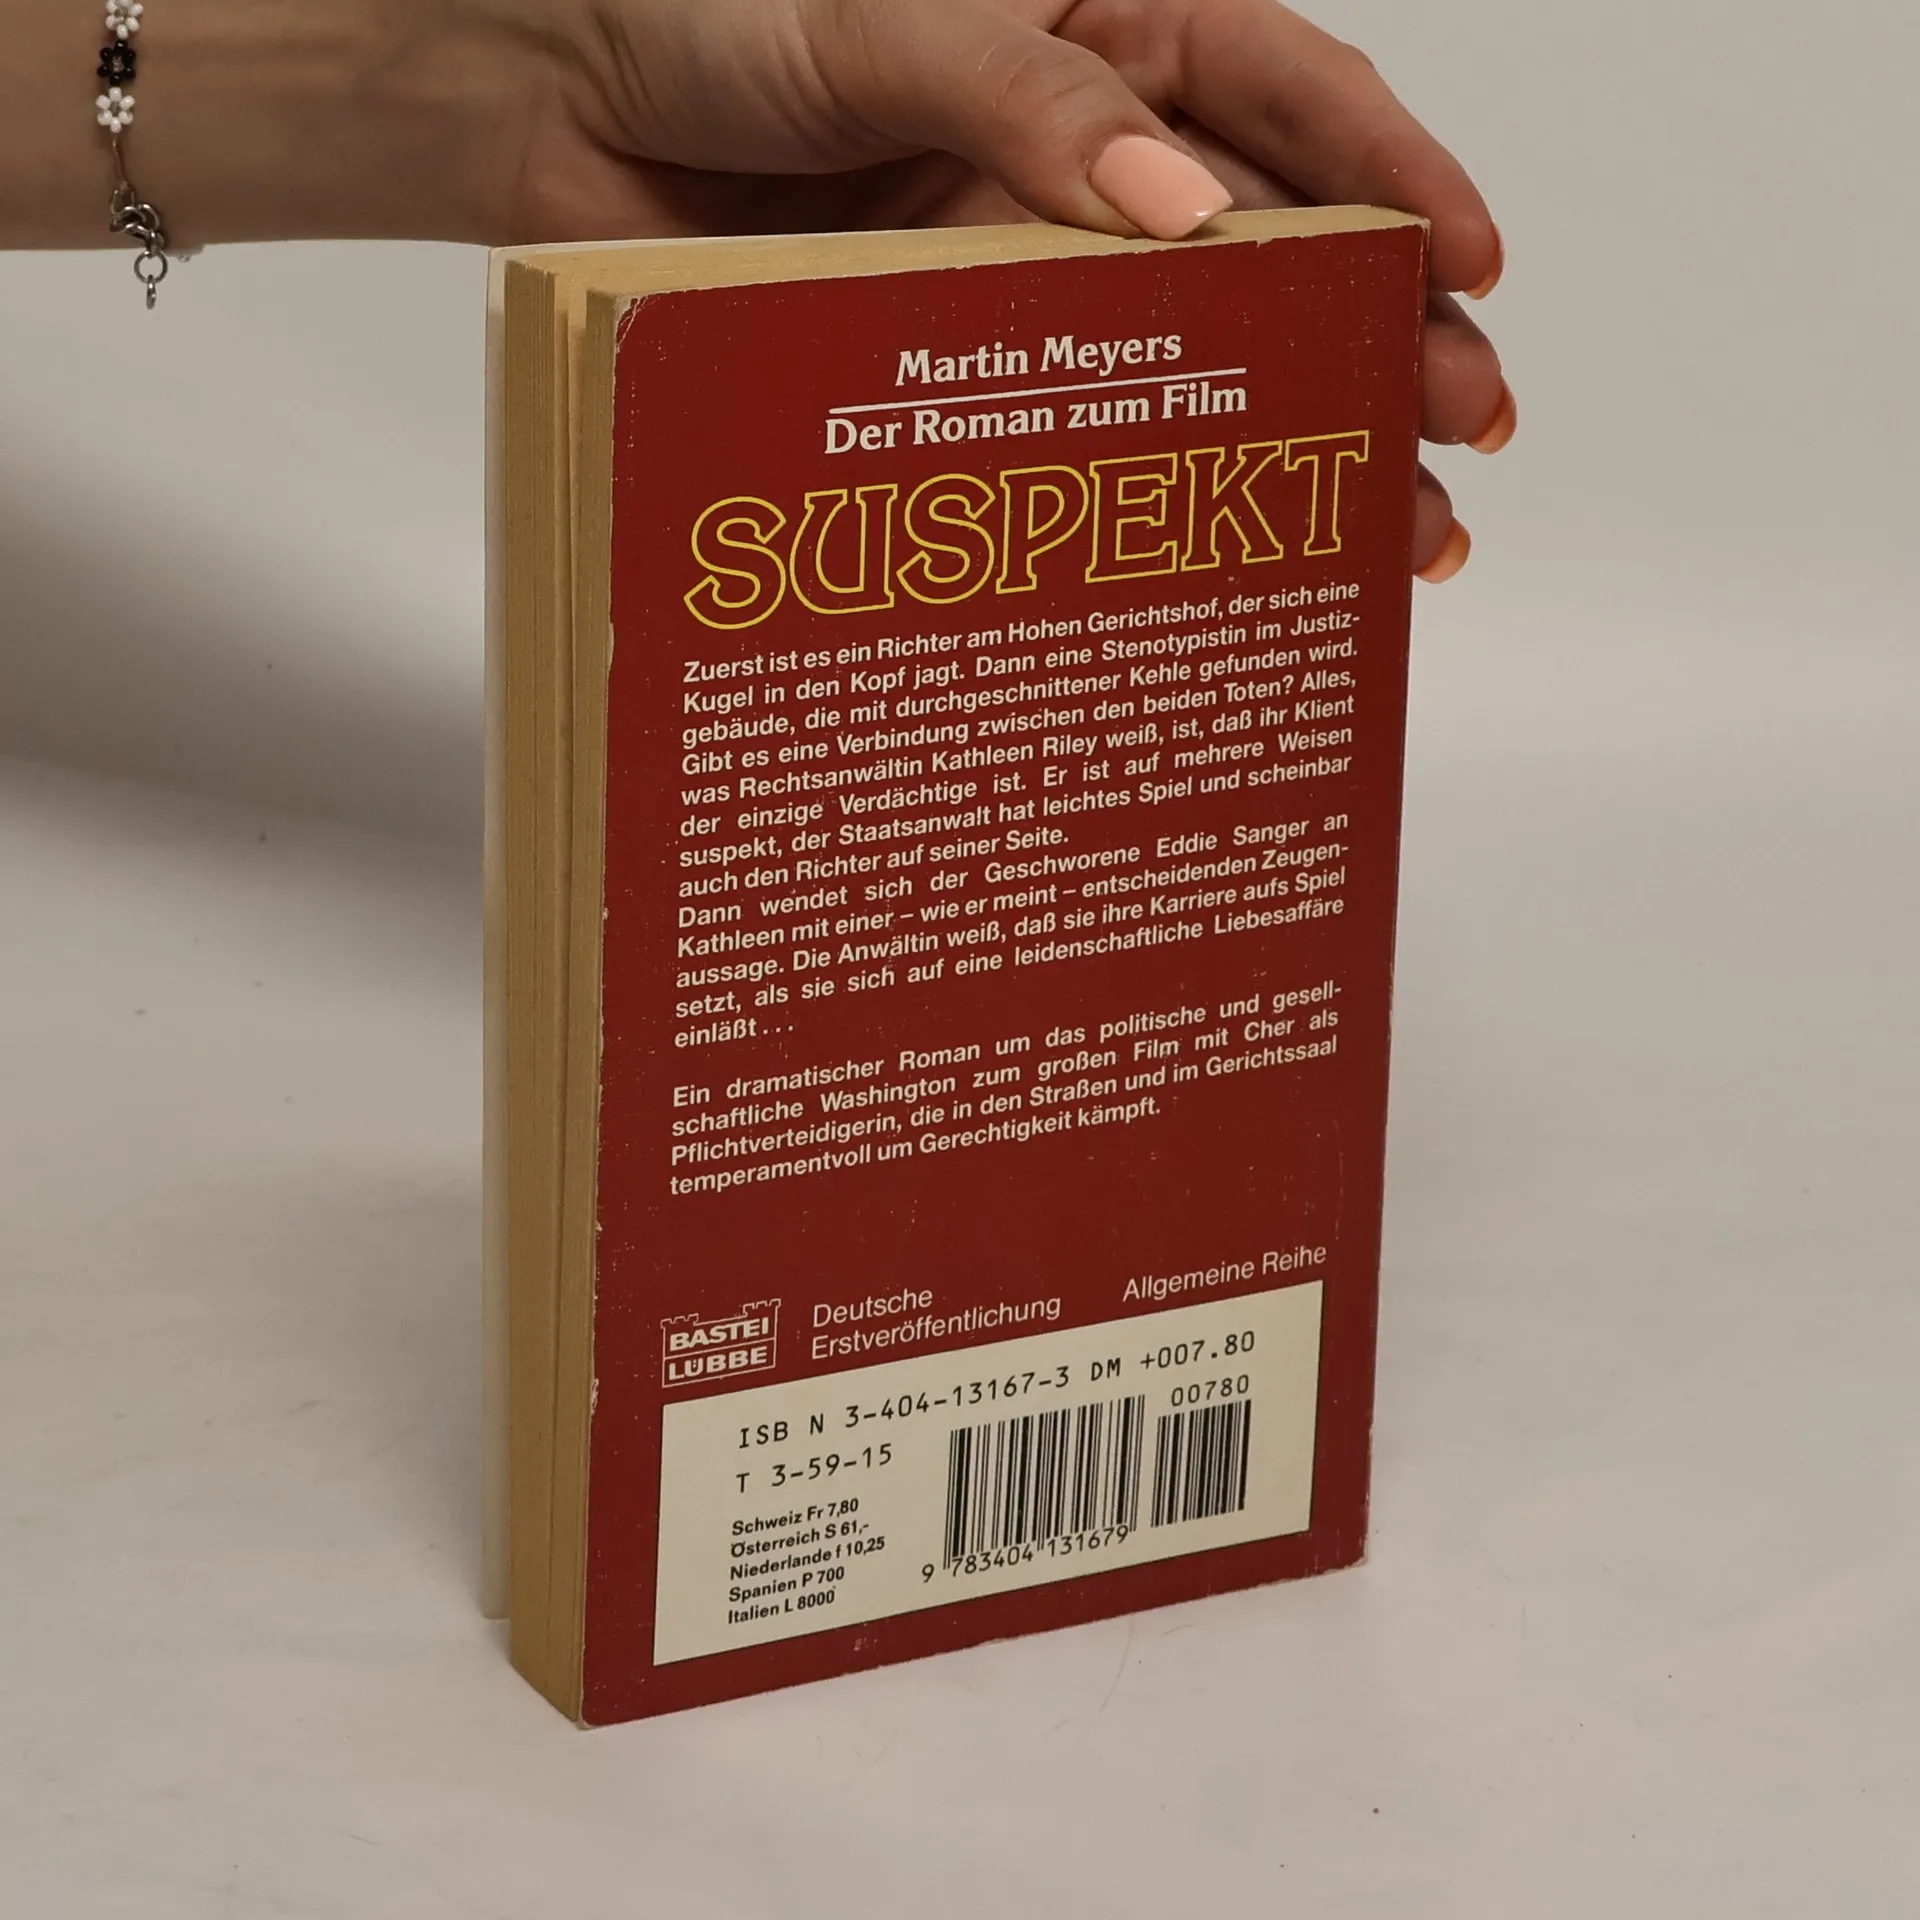 Martin Meyers
Der Roman zum Film
SUSPEKT
Zuerst ist es ein Richter am Hohen Gerichtshof, der sich eine
Kugel in den Kopf jagt. Dann eine Stenotypistin im Justiz-
gebäude, die mit durchgeschnittener Kehle gefunden wird.
Gibt es eine Verbindung zwischen den beiden Toten? Alles,
was Rechtsanwältin Kathleen Riley weiß, ist, daß ihr Klient
der einzige Verdächtige ist. Er ist auf mehrere Weisen
suspekt, der Staatsanwalt hat leichtes Spiel und scheinbar
auch den Richter auf seiner Seite.
Dann wendet sich der Geschworene Eddie Sanger an
Kathleen mit einer – wie er meint – entscheidenden Zeugen-
aussage. Die Anwältin weiß, daß sie ihre Karriere aufs Spiel
setzt, als sie sich auf eine leidenschaftliche Liebesaffäre
einläßt ...
Ein dramatischer Roman um das politische und gesell-
schaftliche Washington zum großen Film mit Cher als
Pflichtverteidigerin, die in den Straßen und im Gerichtssaal
temperamentvoll um Gerechtigkeit kämpft.
BASTEI
LÜBBE
Deutsche
Erstveröffentlichung
Allgemeine Reihe
ISB N 3-404-13167-3 DM +007.80
T 3-59-15
00780
Schweiz Fr 7,80
Österreich S 61,-
Niederlande f 10,25
Spanien P 700
Italien L 8000
9 783404 131679